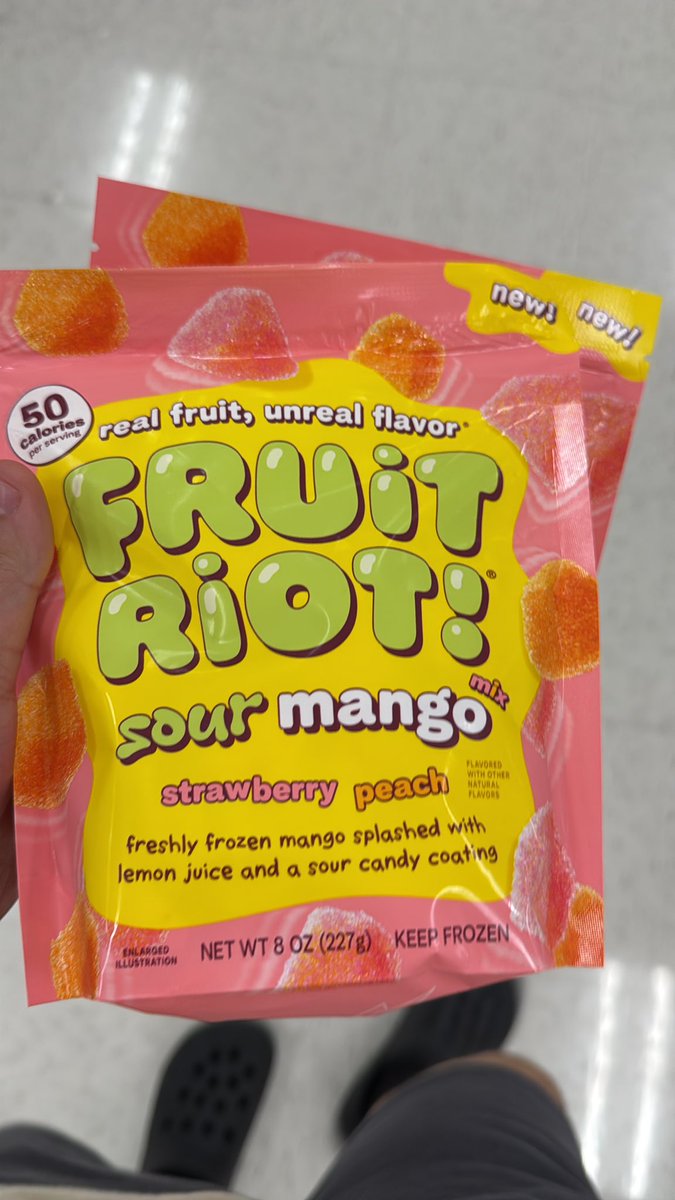 new!
new!
50
calories
per serving
real fruit, unreal flavor®
FRUiT
RiOT!®
sour mango mix
strawberry peach
FLAVORED
WITH OTHER
NATURAL
FLAVORS
freshly frozen mango splashed with
lemon juice and a sour candy coating
ENLARGED
ILLUSTRATION
NET WT 8 OZ (227g)
KEEP FROZEN